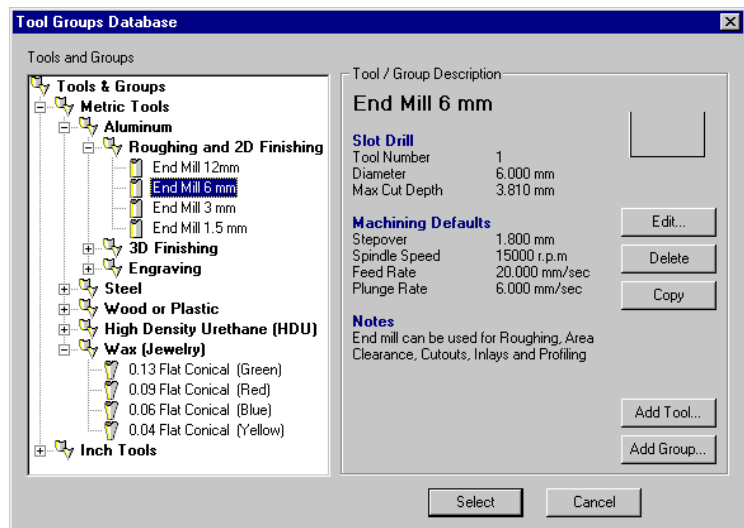 Tool Groups Database
Tools and Groups
Tools & Groups
Metric Tools
Aluminum
Roughing and 2D Finishing
End Mill 12mm
End Mill 6 mm
End Mill 3 mm
End Mill 1.5 mm
3D Finishing
Engraving
Steel
Wood or Plastic
High Density Urethane (HDU)
Wax (Jewelry)
0.13 Flat Conical (Green)
0.09 Flat Conical (Red)
0.06 Flat Conical (Blue)
0.04 Flat Conical (Yellow)
Inch Tools
Tool / Group Description
End Mill 6 mm
Slot Drill
Tool Number 1
Diameter 6.000 mm
Max Cut Depth 3.810 mm
Machining Defaults
Stepover 1.800 mm
Spindle Speed 15000 r.p.m
Feed Rate 20.000 mm/sec
Plunge Rate 6.000 mm/sec
Notes
End mill can be used for Roughing, Area
Clearance, Cutouts, Inlays and Profiling
Edit...
Delete
Copy
Add Tool...
Add Group...
Select Cancel